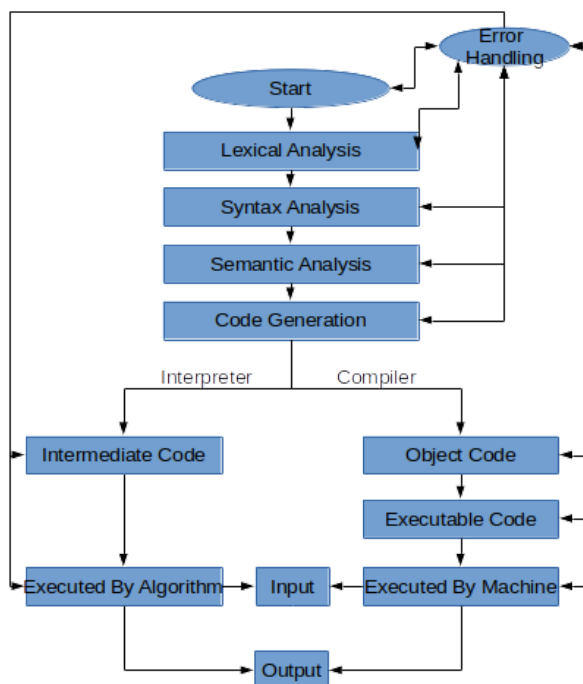 Error
Handling
Start
Lexical Analysis
Syntax Analysis
Semantic Analysis
Code Generation
Interpreter
Compiler
Intermediate Code
Object Code
Executable Code
Executed By Algorithm
Input
Executed By Machine
Output